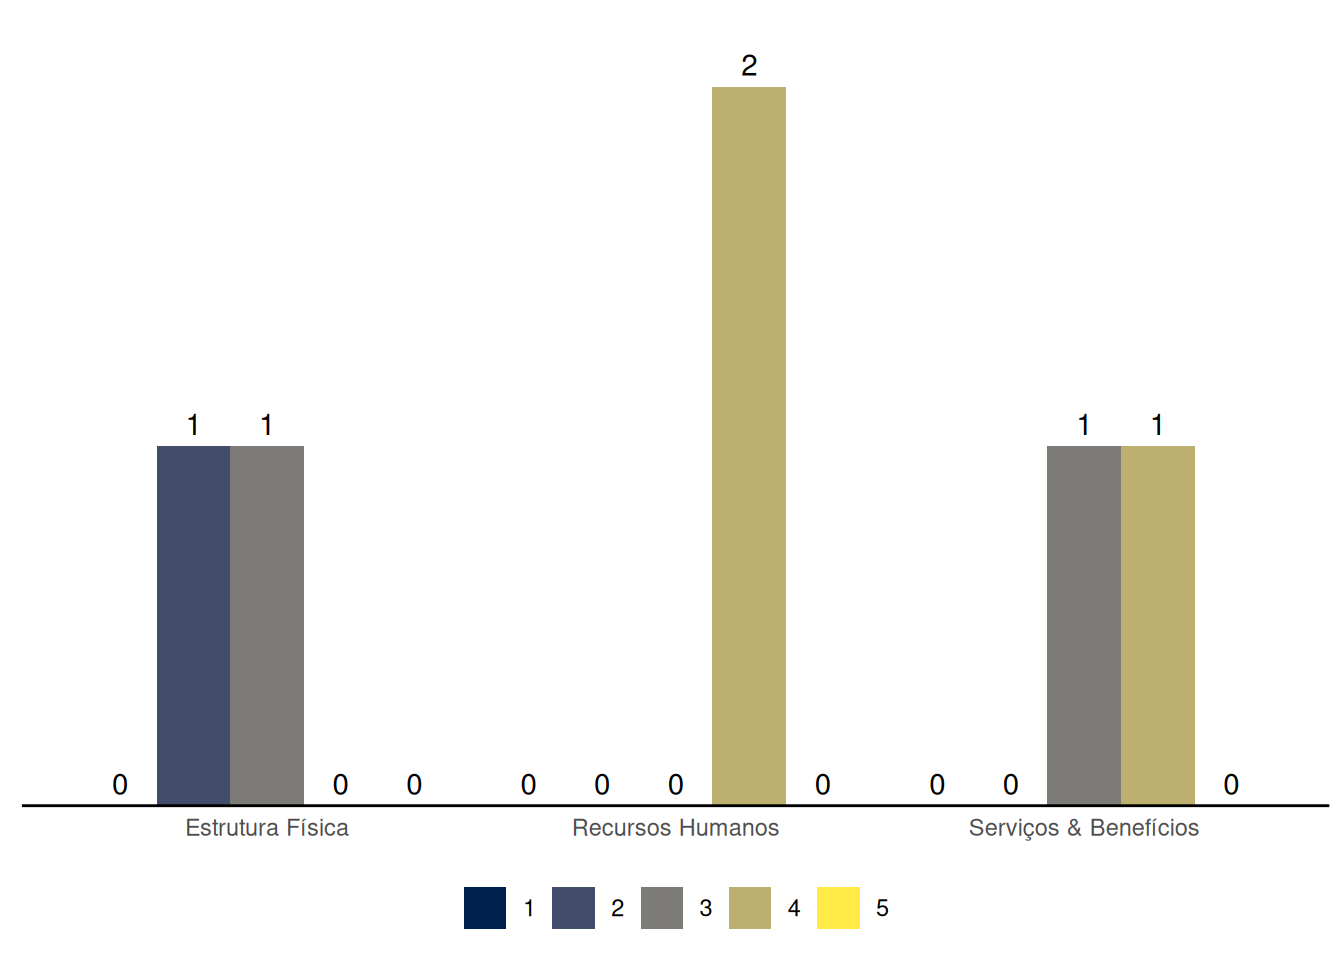 2
1 1 1 1
0 0 0 0 0 0 0 0 0 0
Estrutura Física Recursos Humanos Serviços & Benefícios
1 2 3 4 5